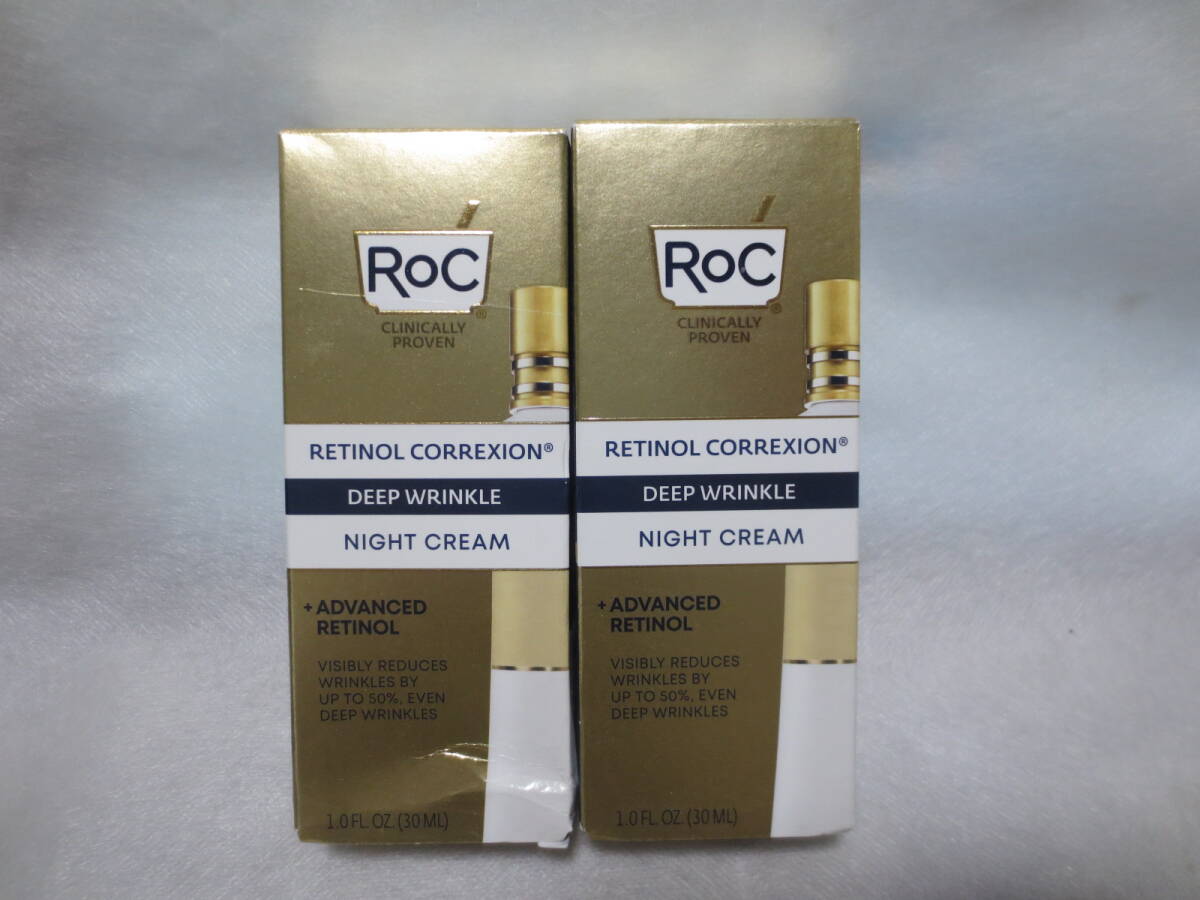 RoC®
CLINICALLY
PROVEN
RETINOL CORREXION®
DEEP WRINKLE
NIGHT CREAM
+ ADVANCED
RETINOL
VISIBLY REDUCES
WRINKLES BY
UP TO 50%, EVEN
DEEP WRINKLES
1.0 FL. OZ. (30 ML)
RoC®
CLINICALLY
PROVEN
RETINOL CORREXION®
DEEP WRINKLE
NIGHT CREAM
+ ADVANCED
RETINOL
VISIBLY REDUCES
WRINKLES BY
UP TO 50%, EVEN
DEEP WRINKLES
1.0 FL. OZ. (30 ML)